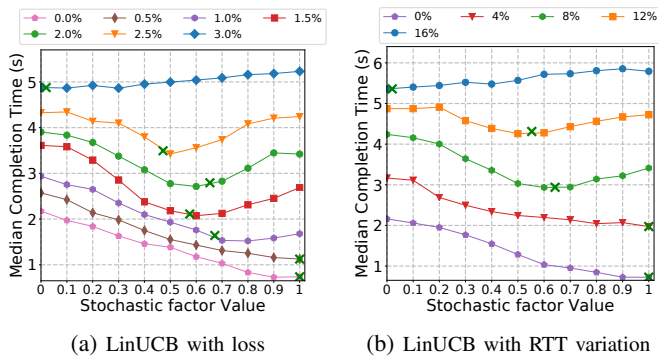 0.0% 0.5% 1.0% 1.5%
2.0% 2.5% 3.0%
Median Completion Time (s)
5
4
3
2
1
0 0.1 0.2 0.3 0.4 0.5 0.6 0.7 0.8 0.9 1.0
Stochastic factor Value
(a) LinUCB with loss
0% 4% 8% 12%
16%
Median Completion Time (s)
6
5
4
3
2
1
0 0.1 0.2 0.3 0.4 0.5 0.6 0.7 0.8 0.9 1
Stochastic factor Value
(b) LinUCB with RTT variation